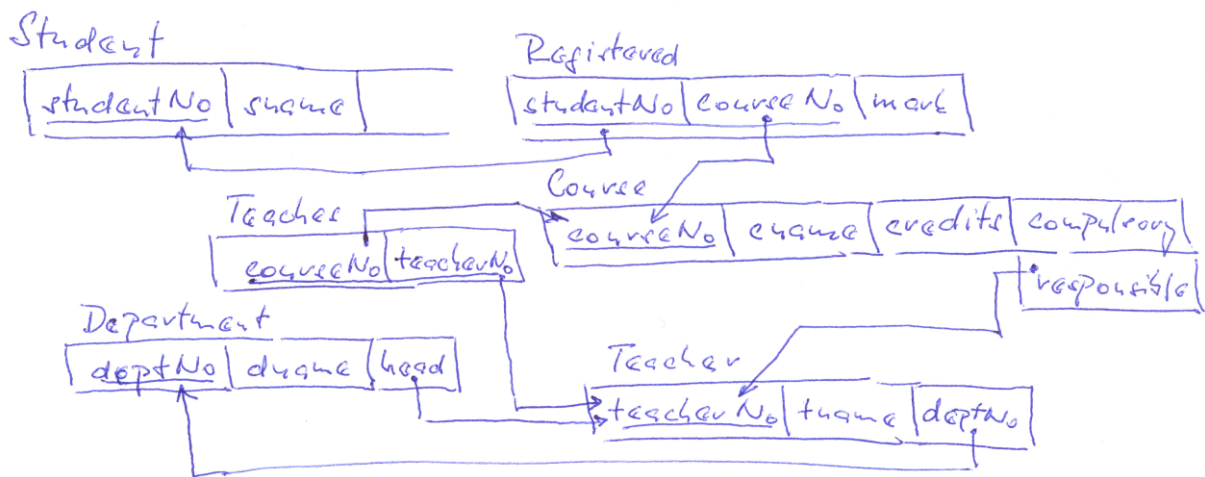 Student
studentNo sname
Registered
studentNo courseNo mark
Teaches
courseNo teacherNo
Course
courseNo cname credits compulsory
responsible
Department
deptNo dname head
Teacher
teacherNo tname deptNo